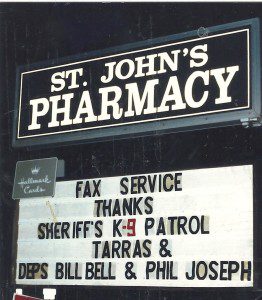 ST. JOHN'S
PHARMACY
Hallmark
Cards
FAX SERVICE
THANKS
SHERIFF'S K-9 PATROL
TARRAS &
DEPS BILL BELL & PHIL JOSEPH